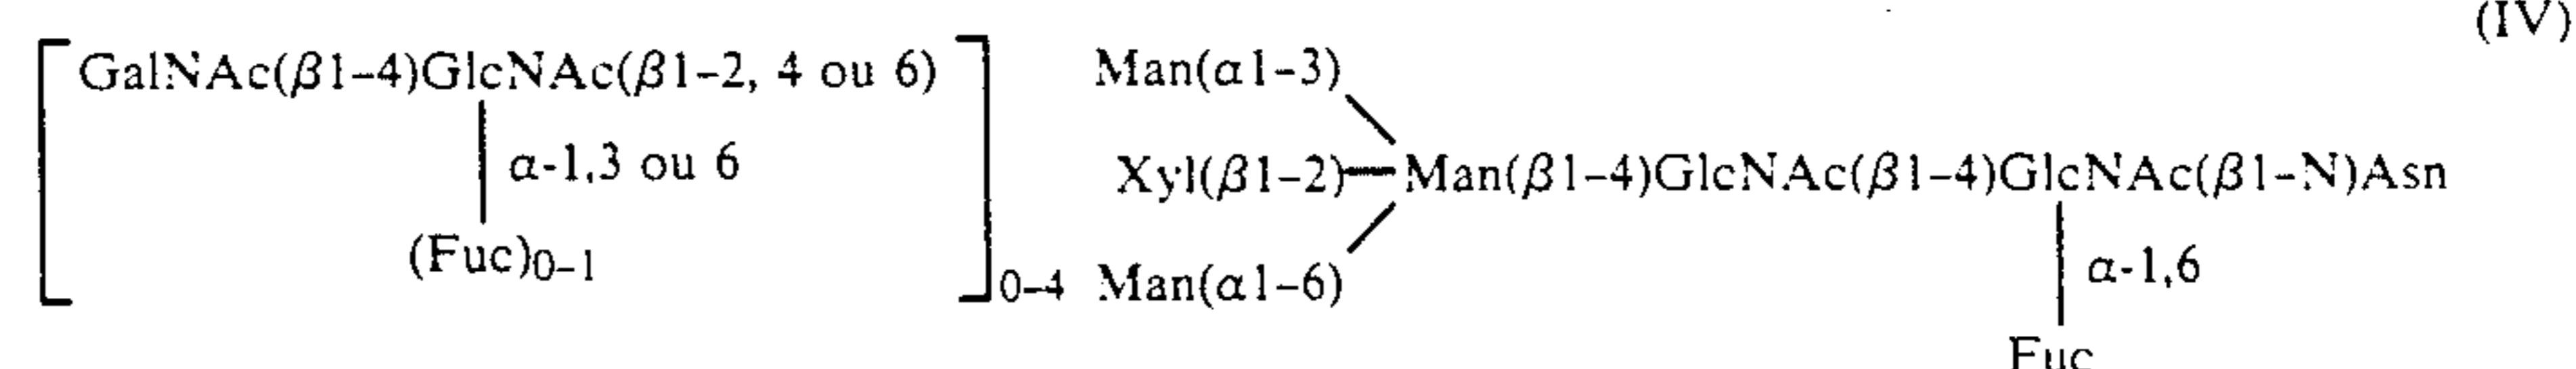 (IV)
GalNAc(β1-4)GlcNAc(β1-2, 4 ou 6) Man(α1-3)
α-1,3 ou 6 Xyl(β1-2) Man(β1-4)GlcNAc(β1-4)GlcNAc(β1-N)Asn
(Fuc)0-1 0-4 Man(α1-6) α-1,6
Fuc